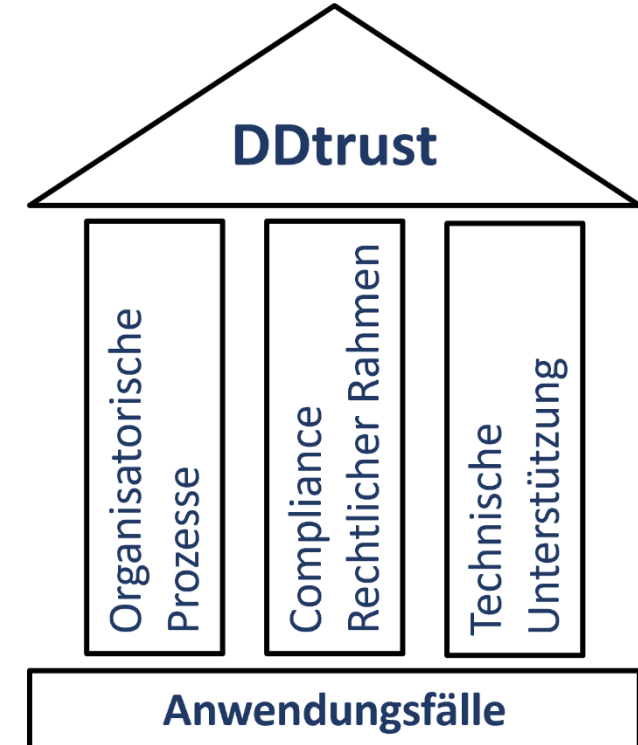 DDtrust
Organisatorische
Prozesse
Compliance
Rechtlicher Rahmen
Technische
Unterstützung
Anwendungsfälle